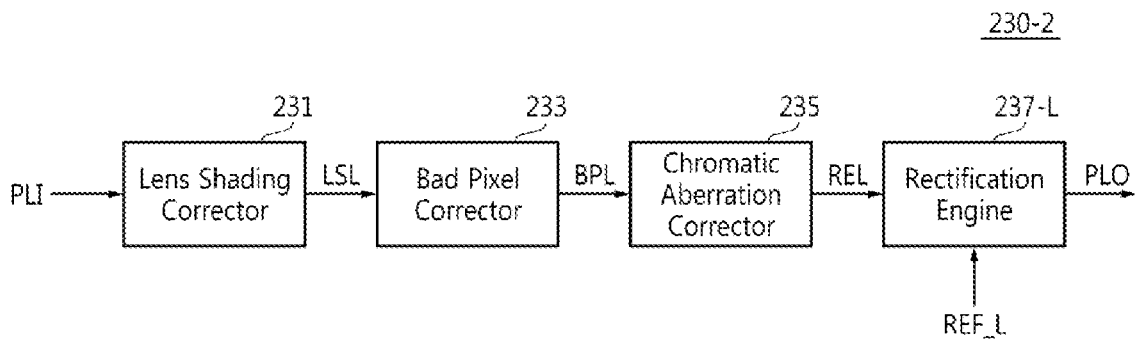 230-2
231
233
235
237-L
PLI
Lens Shading
Corrector
LSL
Bad Pixel
Corrector
BPL
Chromatic
Aberration
Corrector
REL
Rectification
Engine
PLO
REF_L